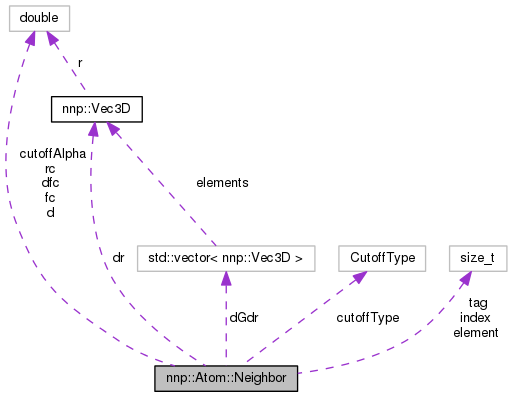 double
r
nnp::Vec3D
cutoffAlpha
rc
dfc
fc
d
elements
dr
std::vector< nnp::Vec3D >
CutoffType
size_t
dGdr
cutoffType
tag
index
element
nnp::Atom::Neighbor